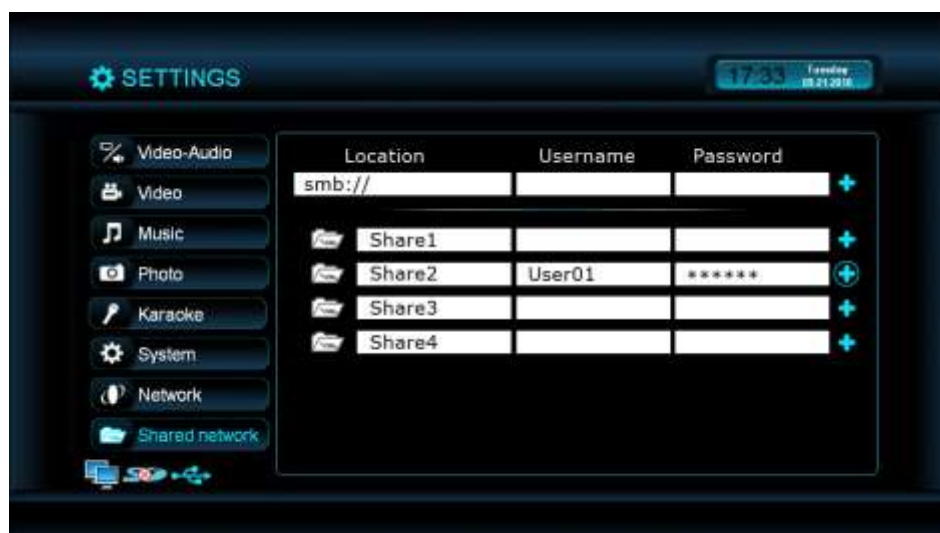 SETTINGS
17:33 Tuesday
Video-Audio
Video
Music
Photo
Karaoke
System
Network
Shared network
Location Username Password
smb://
Share1
Share2 User01 ******
Share3
Share4